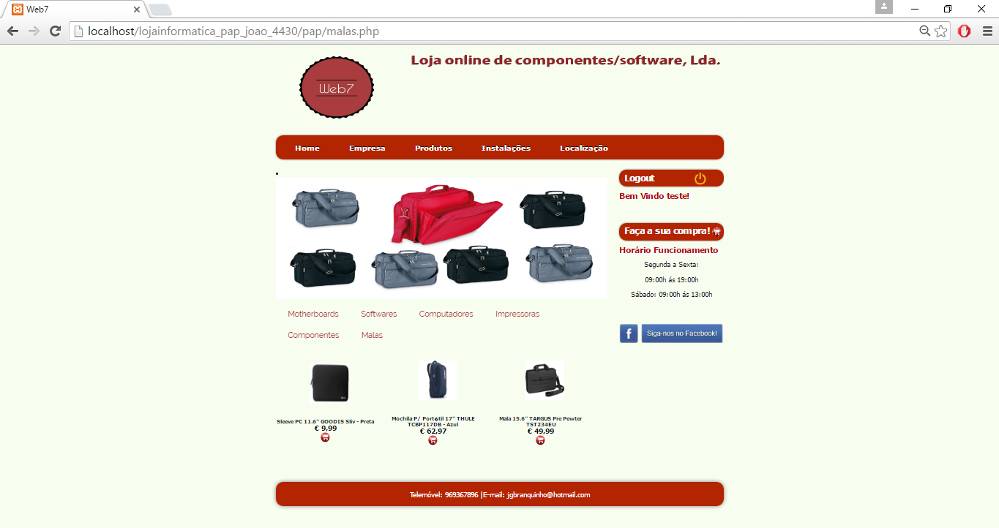 Web7
localhost/lojainformatica_pap_joao_4430/pap/malas.php
Web7
Loja online de componentes/software, Lda.
Home Empresa Produtos Instalações Localização
Logout
Bem Vindo teste!
Faça a sua compra!
Horário Funcionamento
Segunda a Sexta:
09:00h ás 19:00h
Sábado: 09:00h ás 13:00h
f Siga-nos no Facebook!
Motherboards Softwares Computadores Impressoras
Componentes Malas
Sleeve PC 11.6" GOODIS Sliv - Preta
€ 9,99
Mochila P/ Port�til 17" THULE
TCBP117DB - Azul
€ 62,97
Mala 15.6" TARGUS Pre Pewter
TST234EU
€ 49,99
Telemóvel: 969367896 |E-mail: jgbranquinho@hotmail.com